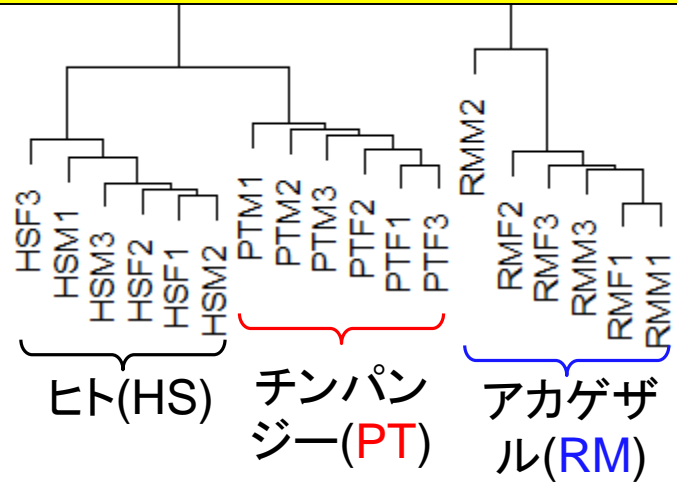 HSF3
HSM1
HSM3
HSF2
HSF1
HSM2
PTM1
PTM2
PTM3
PTF2
PTF1
PTF3
RMM2
RMF2
RMF3
RMM3
RMF1
RMM1
ヒト(HS)
チンパン
ジー(PT)
アカゲザ
ル(RM)